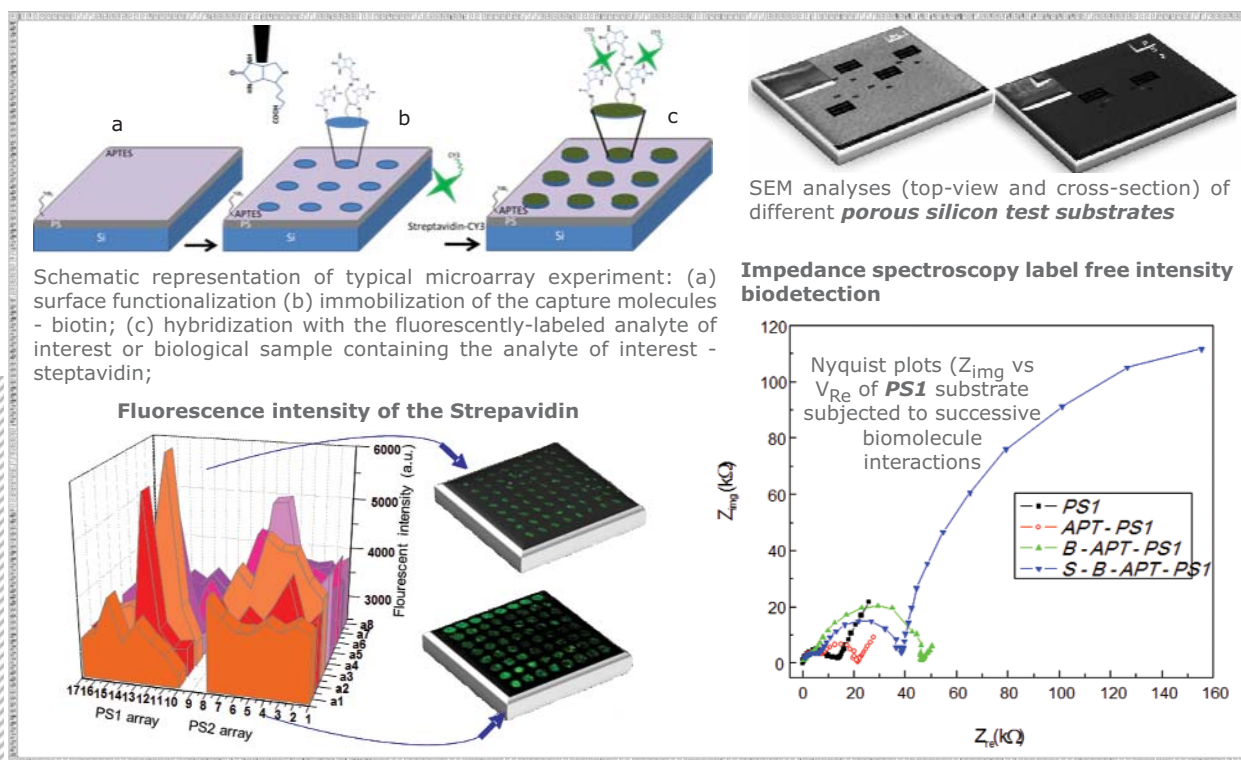 a
b
c
HN
NH
COOH
APTES
PS
Si
APTES
CY3
CY3
CY3
Streptavidin-CY3
APTES
PS
Si
Schematic representation of typical microarray experiment: (a)
surface functionalization (b) immobilization of the capture molecules
- biotin; (c) hybridization with the fluorescently-labeled analyte of
interest or biological sample containing the analyte of interest -
steptavidin;
SEM analyses (top-view and cross-section) of
different porous silicon test substrates
Fluorescence intensity of the Strepavidin
6000
5000
4000
3000
Flourescent intensity (a.u.)
a8
a7
a6
a5
a4
a3
a2
a1
17 16 15 14 13 12 11 10 9 8 7 6 5 4 3 2 1
PS1 array
PS2 array
Impedance spectroscopy label free intensity
biodetection
Nyquist plots (Zimg vs
VRe of PS1 substrate
subjected to successive
biomolecule
interactions
120
100
80
60
40
20
0
Zimg(kΩ)
PS1
APT - PS1
B - APT - PS1
S - B - APT - PS1
0 20 40 60 80 100 120 140 160
Zre(kΩ)